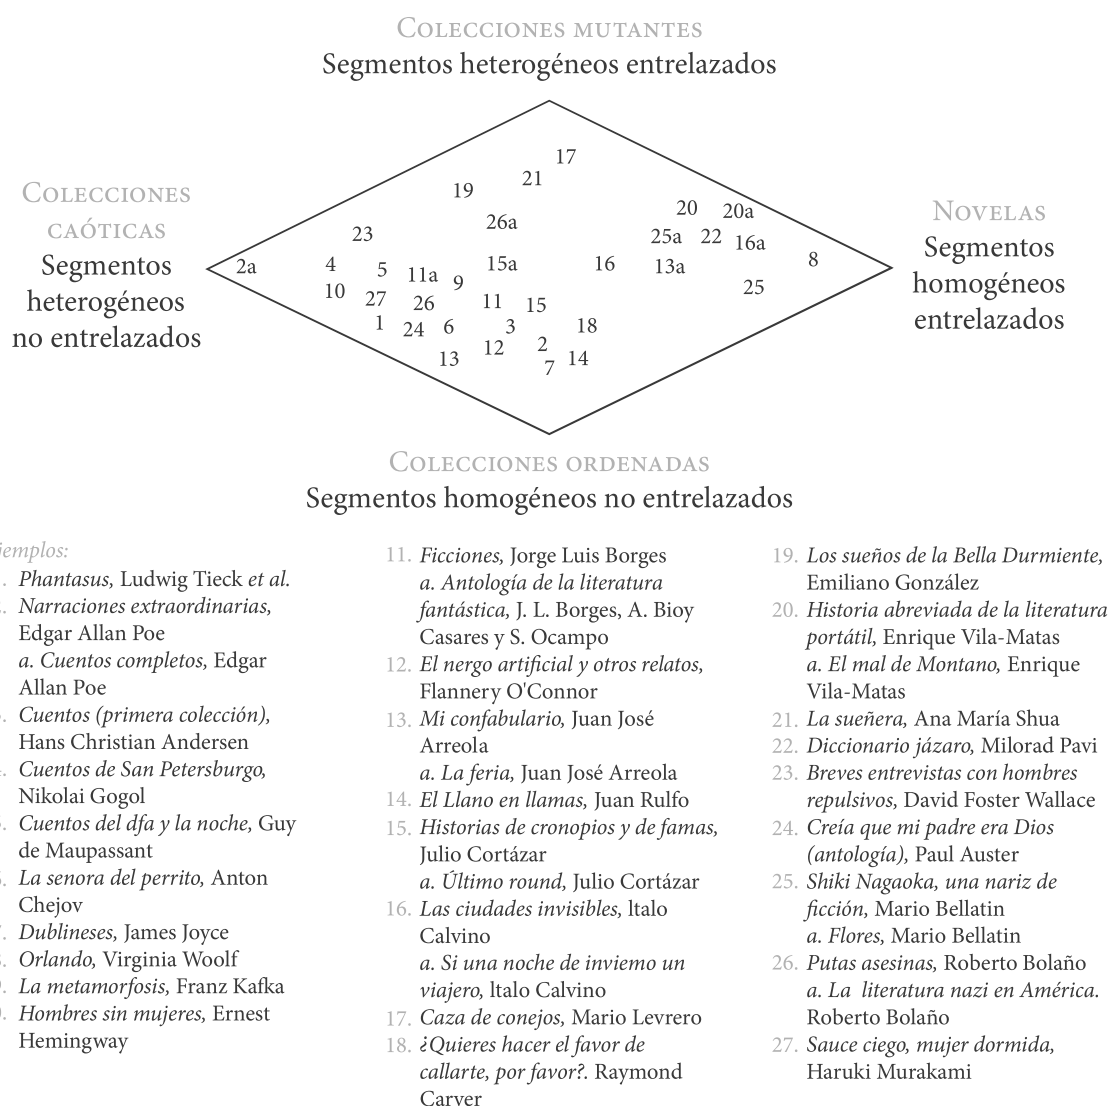 COLECCIONES MUTANTES
Segmentos heterogéneos entrelazados
COLECCIONES
CAÓTICAS
Segmentos
heterogéneos
no entrelazados
NOVELAS
Segmentos
homogéneos
entrelazados
17
21
19
20
20a
26a
23
25a
22
16a
2a
4
5
11a
9
15a
16
13a
8
10
27
26
11
15
25
1
24
6
3
18
13
12
2
7
14
COLECCIONES ORDENADAS
Segmentos homogéneos no entrelazados
jemplos:
. Phantasus, Ludwig Tieck et al.
. Narraciones extraordinarias,
Edgar Allan Poe
a. Cuentos completos, Edgar
Allan Poe
. Cuentos (primera colección),
Hans Christian Andersen
. Cuentos de San Petersburgo,
Nikolai Gogol
. Cuentos del dfa y la noche, Guy
de Maupassant
. La senora del perrito, Anton
Chejov
. Dublineses, James Joyce
. Orlando, Virginia Woolf
. La metamorfosis, Franz Kafka
. Hombres sin mujeres, Ernest
Hemingway
11. Ficciones, Jorge Luis Borges
a. Antología de la literatura
fantástica, J. L. Borges, A. Bioy
Casares y S. Ocampo
12. El nergo artificial y otros relatos,
Flannery O'Connor
13. Mi confabulario, Juan José
Arreola
a. La feria, Juan José Arreola
14. El Llano en llamas, Juan Rulfo
15. Historias de cronopios y de famas,
Julio Cortázar
a. Último round, Julio Cortázar
16. Las ciudades invisibles, ltalo
Calvino
a. Si una noche de inviemo un
viajero, ltalo Calvino
17. Caza de conejos, Mario Levrero
18. ¿Quieres hacer el favor de
callarte, por favor?. Raymond
Carver
19. Los sueños de la Bella Durmiente,
Emiliano González
20. Historia abreviada de la literatura
portátil, Enrique Vila-Matas
a. El mal de Montano, Enrique
Vila-Matas
21. La sueñera, Ana María Shua
22. Diccionario jázaro, Milorad Pavi
23. Breves entrevistas con hombres
repulsivos, David Foster Wallace
24. Creía que mi padre era Dios
(antología), Paul Auster
25. Shiki Nagaoka, una nariz de
ficción, Mario Bellatin
a. Flores, Mario Bellatin
26. Putas asesinas, Roberto Bolaño
a. La literatura nazi en América.
Roberto Bolaño
27. Sauce ciego, mujer dormida,
Haruki Murakami